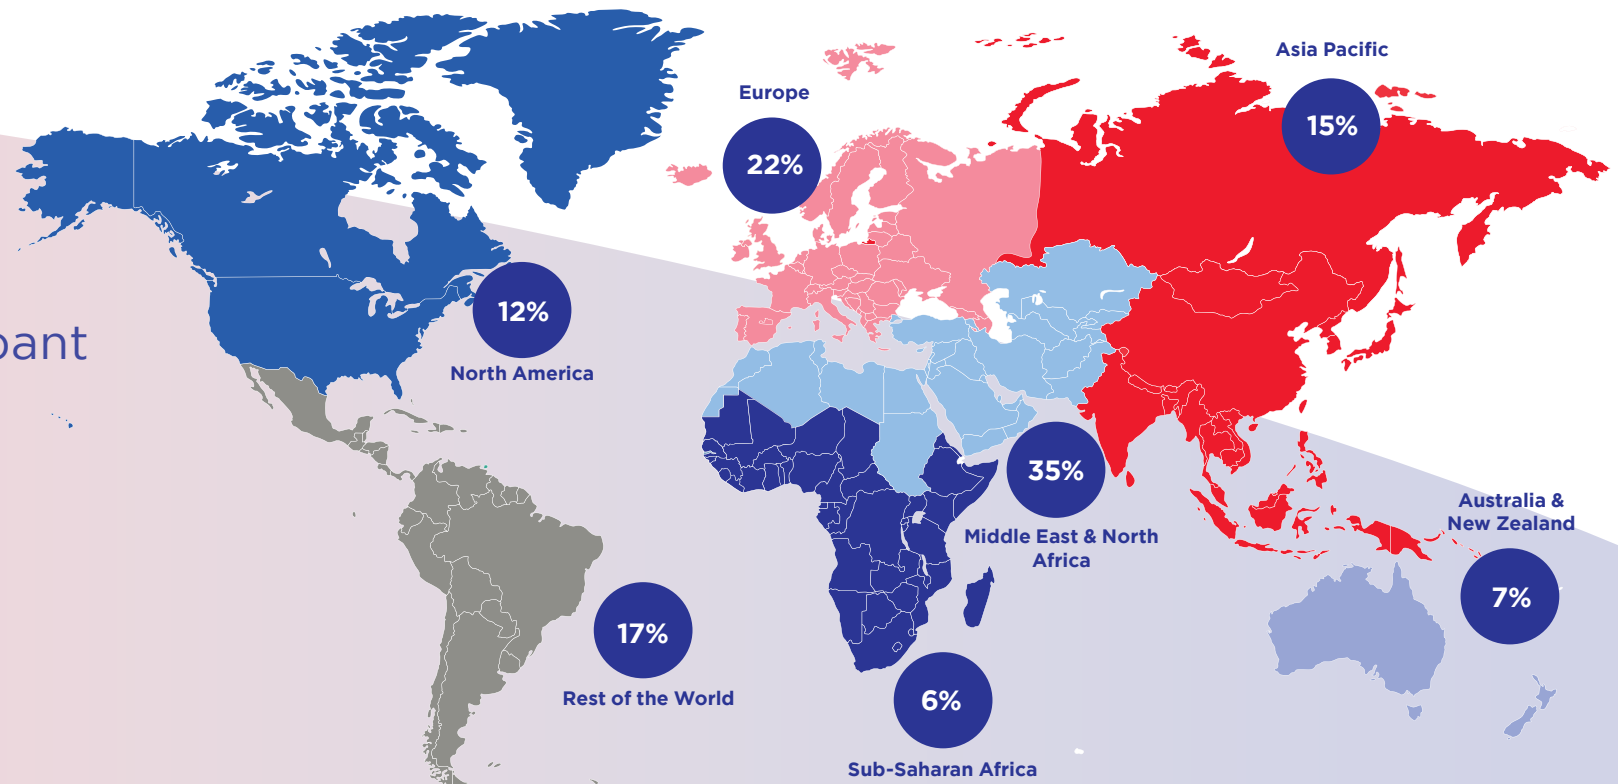 Asia Pacific
15%
Europe
22%
12%
North America
35%
Middle East & North
Africa
Australia &
New Zealand
7%
17%
Rest of the World
6%
Sub-Saharan Africa